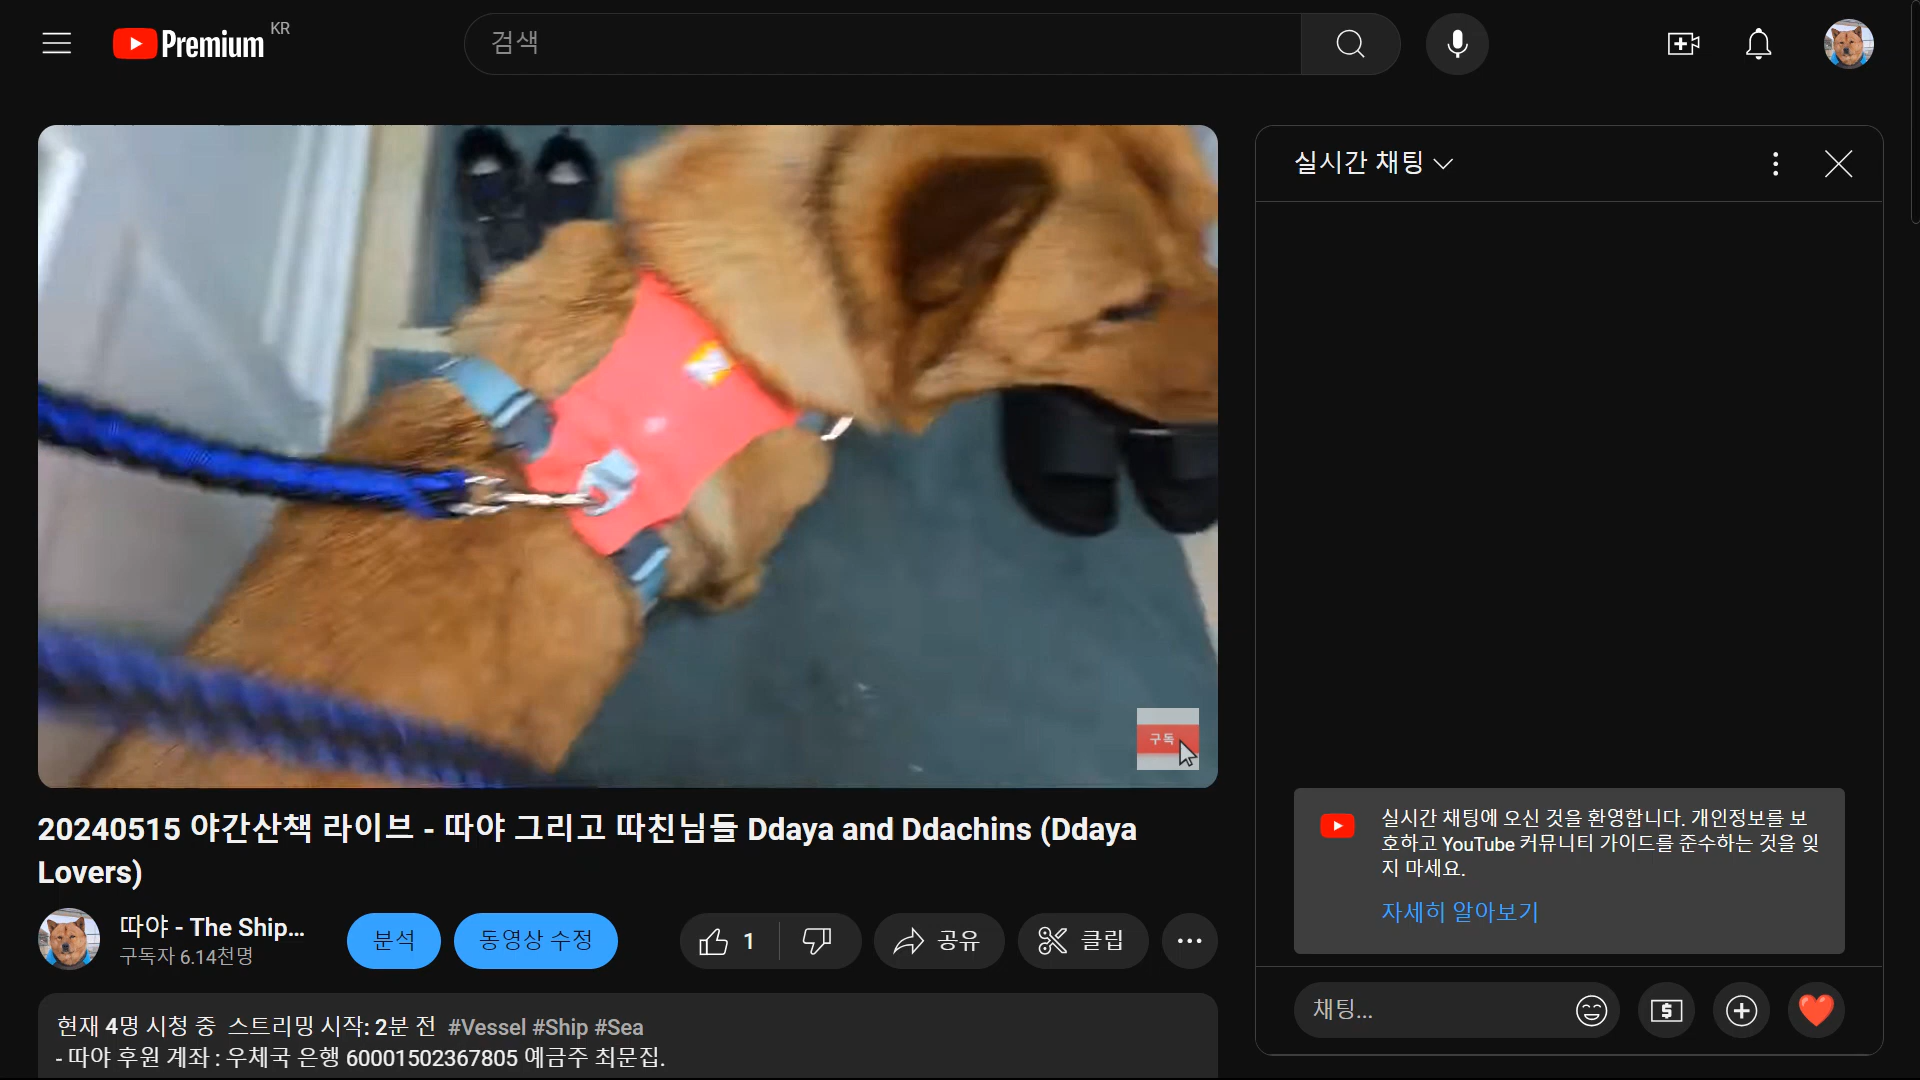 Premium KR
검색
실시간 채팅
구독
20240515 야간산책 라이브 - 따야 그리고 따친님들 Ddaya and Ddachins (Ddaya
Lovers)
따야 - The Ship...
구독자 6.14천명
분석
동영상 수정
1
공유
클립
현재 4명 시청 중 스트리밍 시작: 2분 전 #Vessel #Ship #Sea
- 따야 후원 계좌 : 우체국 은행 60001502367805 예금주 최문집.
실시간 채팅에 오신 것을 환영합니다. 개인정보를 보
호하고 YouTube 커뮤니티 가이드를 준수하는 것을 잊
지 마세요.
자세히 알아보기
채팅...